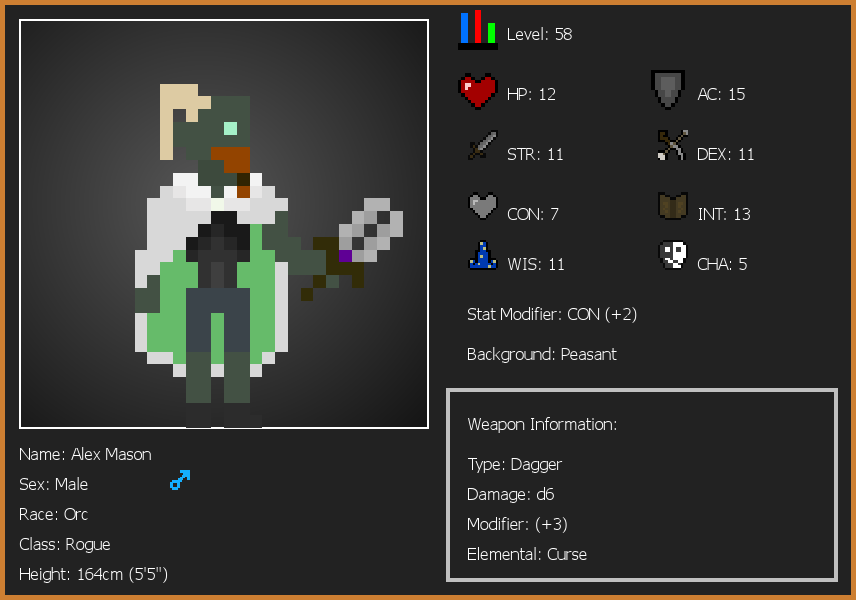 Level: 58
HP: 12
AC: 15
STR: 11
DEX: 11
CON: 7
INT: 13
WIS: 11
CHA: 5
Stat Modifier: CON (+2)
Background: Peasant
Weapon Information:
Type: Dagger
Damage: d6
Modifier: (+3)
Elemental: Curse
Name: Alex Mason
Sex: Male
Race: Orc
Class: Rogue
Height: 164cm (5'5")